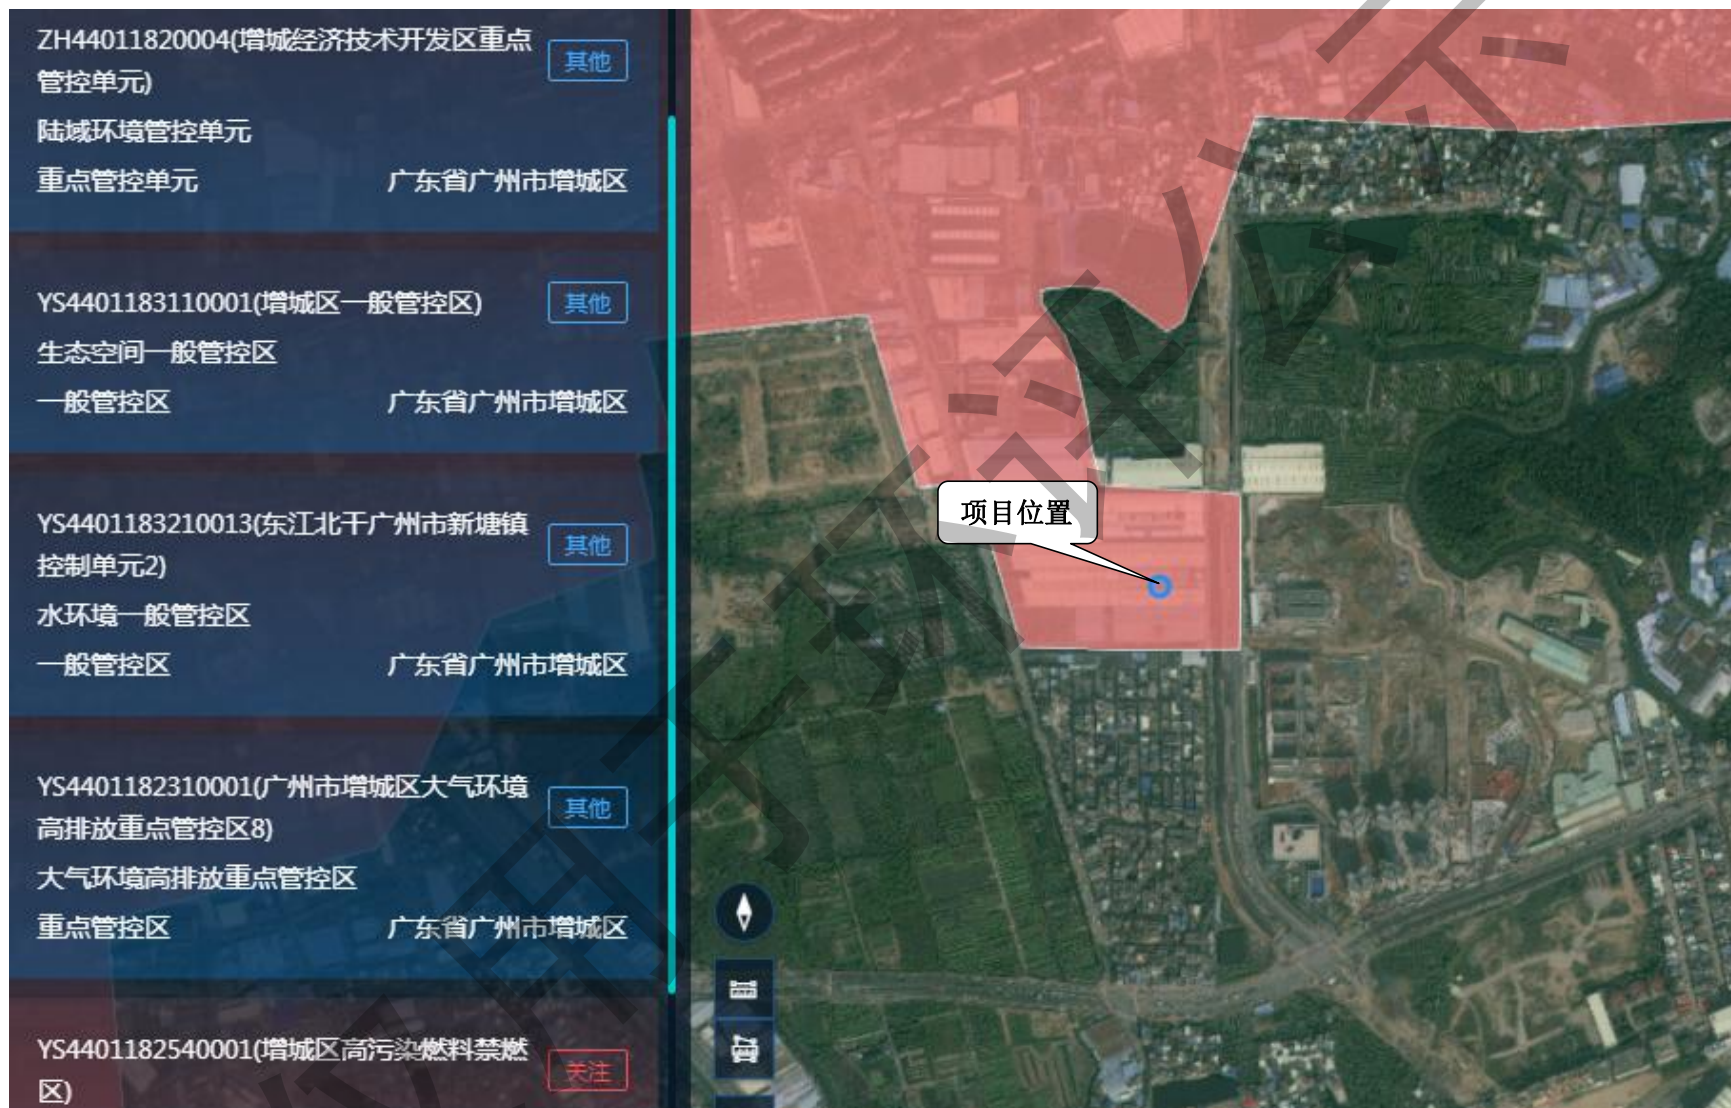 ZH44011820004(增城经济技术开发区重点
管控单元)
其他
陆域环境管控单元
重点管控单元 广东省广州市增城区
YS4401183110001(增城区一般管控区)
其他
生态空间一般管控区
一般管控区 广东省广州市增城区
YS4401183210013(东江北干广州市新塘镇
控制单元2)
其他
水环境一般管控区
一般管控区 广东省广州市增城区
YS4401182310001(广州市增城区大气环境
高排放重点管控区8)
其他
大气环境高排放重点管控区
重点管控区 广东省广州市增城区
YS4401182540001(增城区高污染燃料禁燃
区)
关注
项目位置
仅用于环评公示